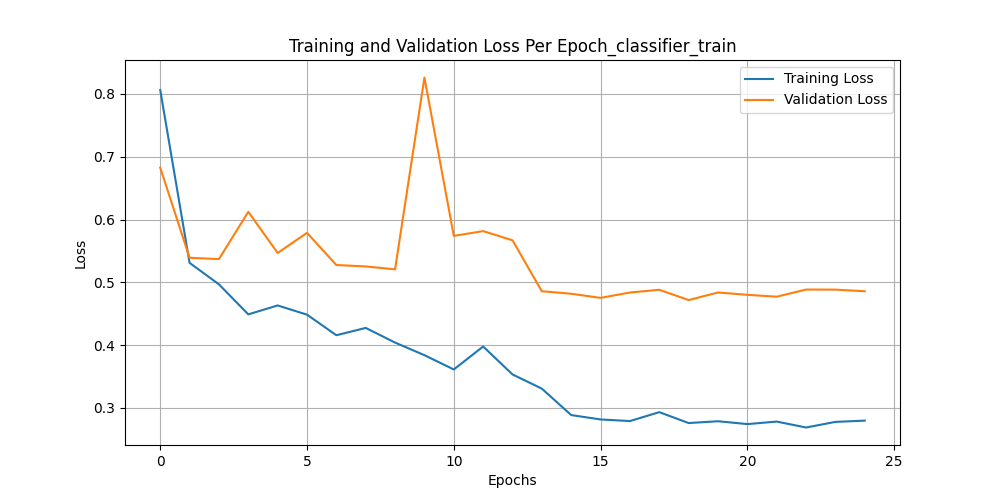 Training and Validation Loss Per Epoch_classifier_train
Training Loss
Validation Loss
Loss
0.8
0.7
0.6
0.5
0.4
0.3
0 5 10 15 20 25
Epochs